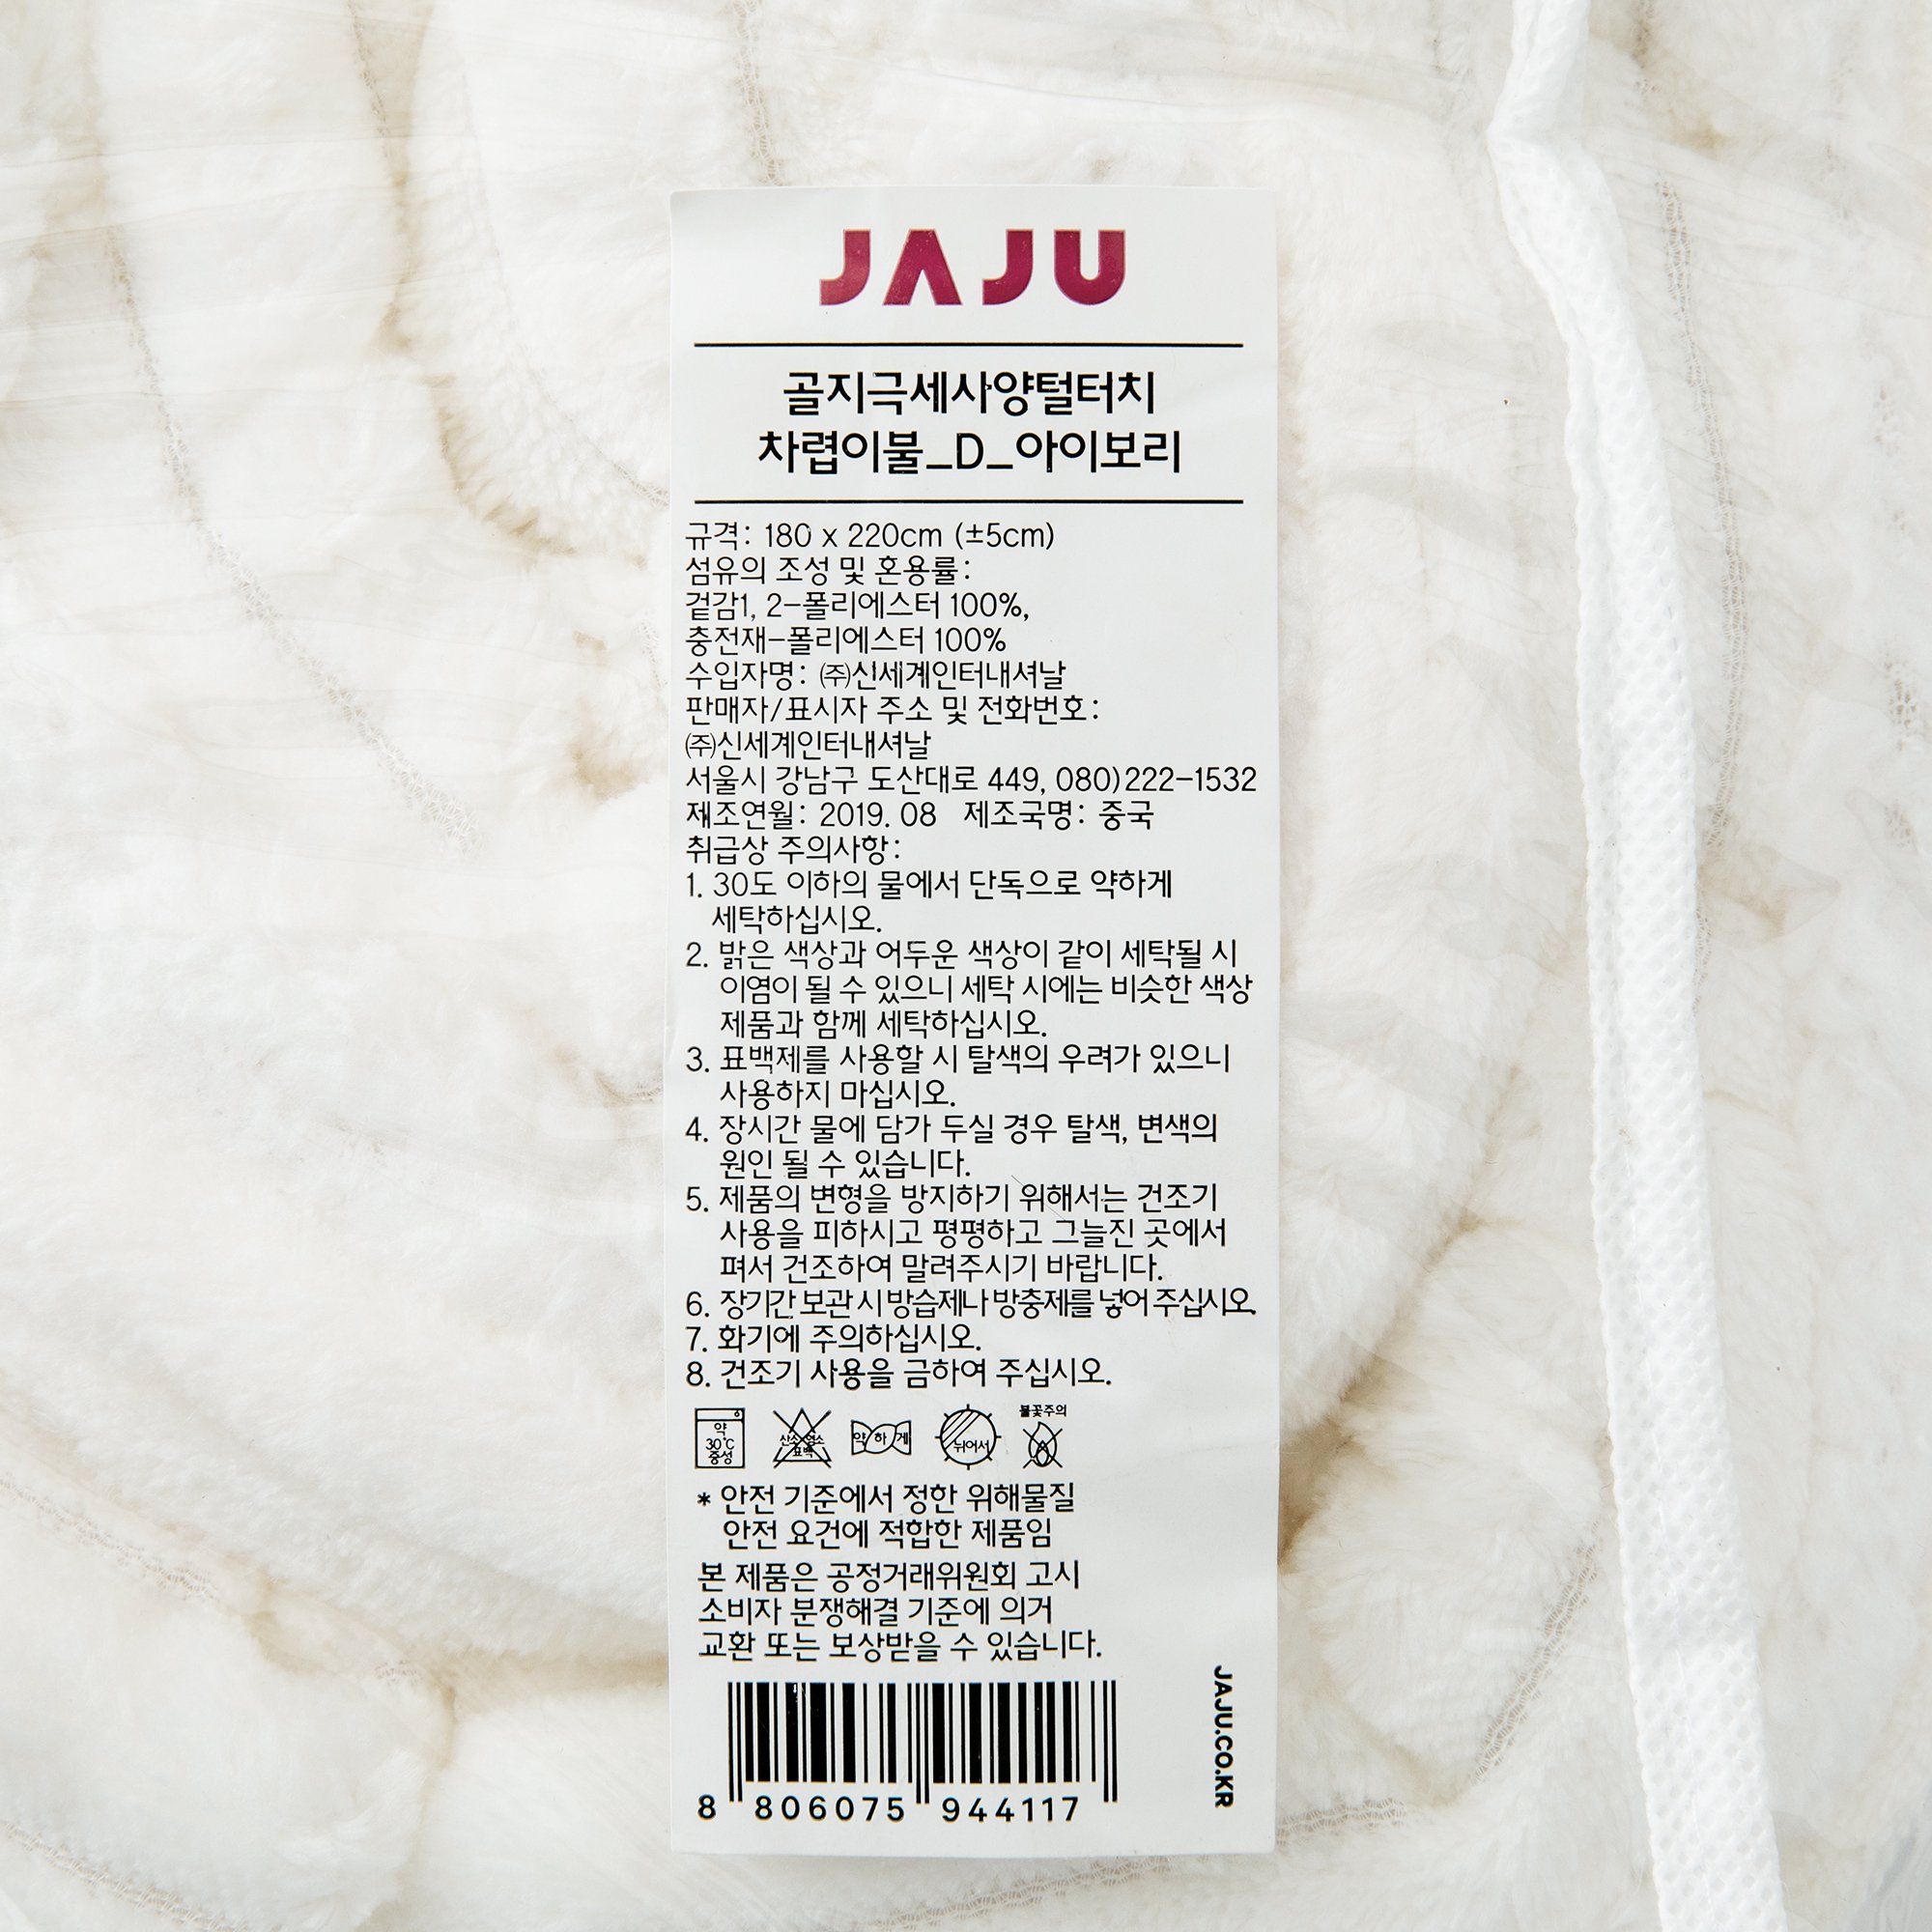 JAJU
골지극세사양털터치
차렵이불_D_아이보리
규격: 180 x 220cm (±5cm)
섬유의 조성 및 혼용률:
겉감1, 2-폴리에스터 100%,
충전재-폴리에스터 100%
수입자명: ㈜신세계인터내셔날
판매자/표시자 주소 및 전화번호:
㈜신세계인터내셔날
서울시 강남구 도산대로 449, 080)222-1532
제조연월: 2019. 08 제조국명: 중국
취급상 주의사항:
1. 30도 이하의 물에서 단독으로 약하게
세탁하십시오.
2. 밝은 색상과 어두운 색상이 같이 세탁될 시
이염이 될 수 있으니 세탁 시에는 비슷한 색상
제품과 함께 세탁하십시오.
3. 표백제를 사용할 시 탈색의 우려가 있으니
사용하지 마십시오.
4. 장시간 물에 담가 두실 경우 탈색, 변색의
원인 될 수 있습니다.
5. 제품의 변형을 방지하기 위해서는 건조기
사용을 피하시고 평평하고 그늘진 곳에서
펴서 건조하여 말려주시기 바랍니다.
6. 장기간 보관 시 방습제나 방충제를 넣어 주십시오.
7. 화기에 주의하십시오.
8. 건조기 사용을 금하여 주십시오.
불꽃주의
약
30℃
중성
산소 염소
표백
약하게
뉘어서
* 안전 기준에서 정한 위해물질
안전 요건에 적합한 제품임
본 제품은 공정거래위원회 고시
소비자 분쟁해결 기준에 의거
교환 또는 보상받을 수 있습니다.
JAJU.CO.KR
8 806075 944117